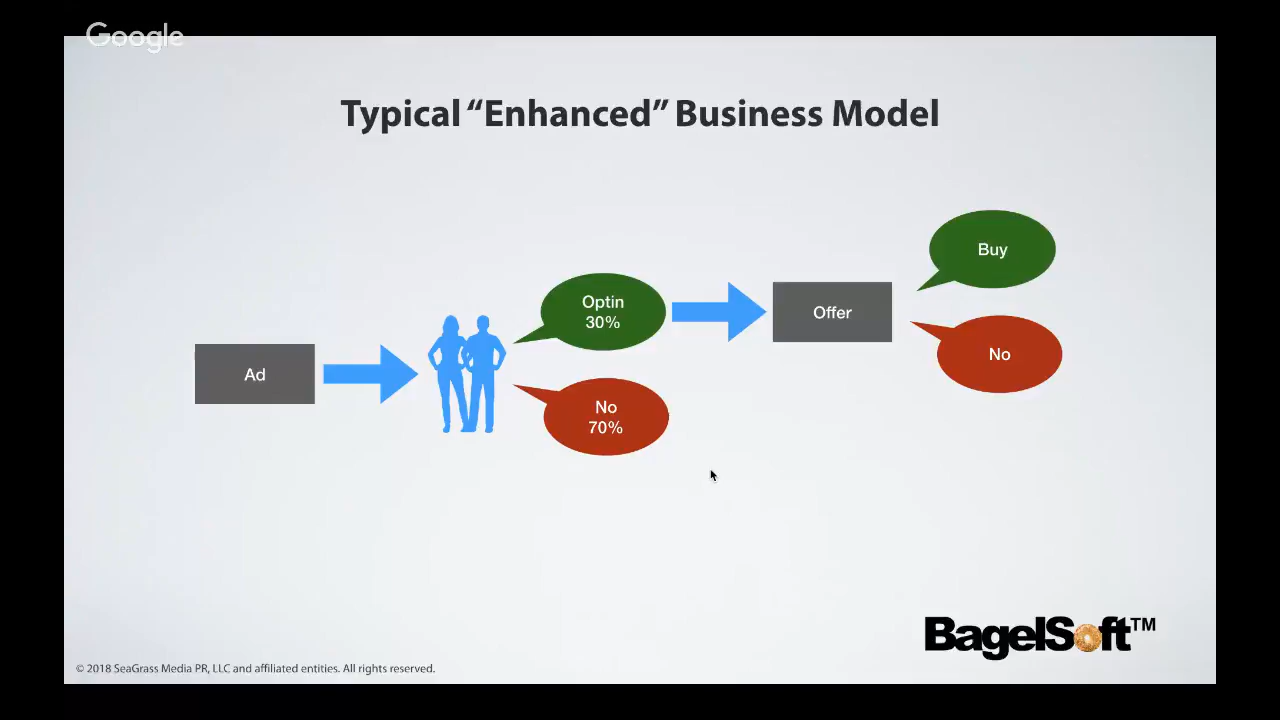 Google
Typical “Enhanced” Business Model
Buy
Optin
30%
Offer
No
Ad
No
70%
BagelSoft™
© 2018 SeaGrass Media PR, LLC and affiliated entities. All rights reserved.